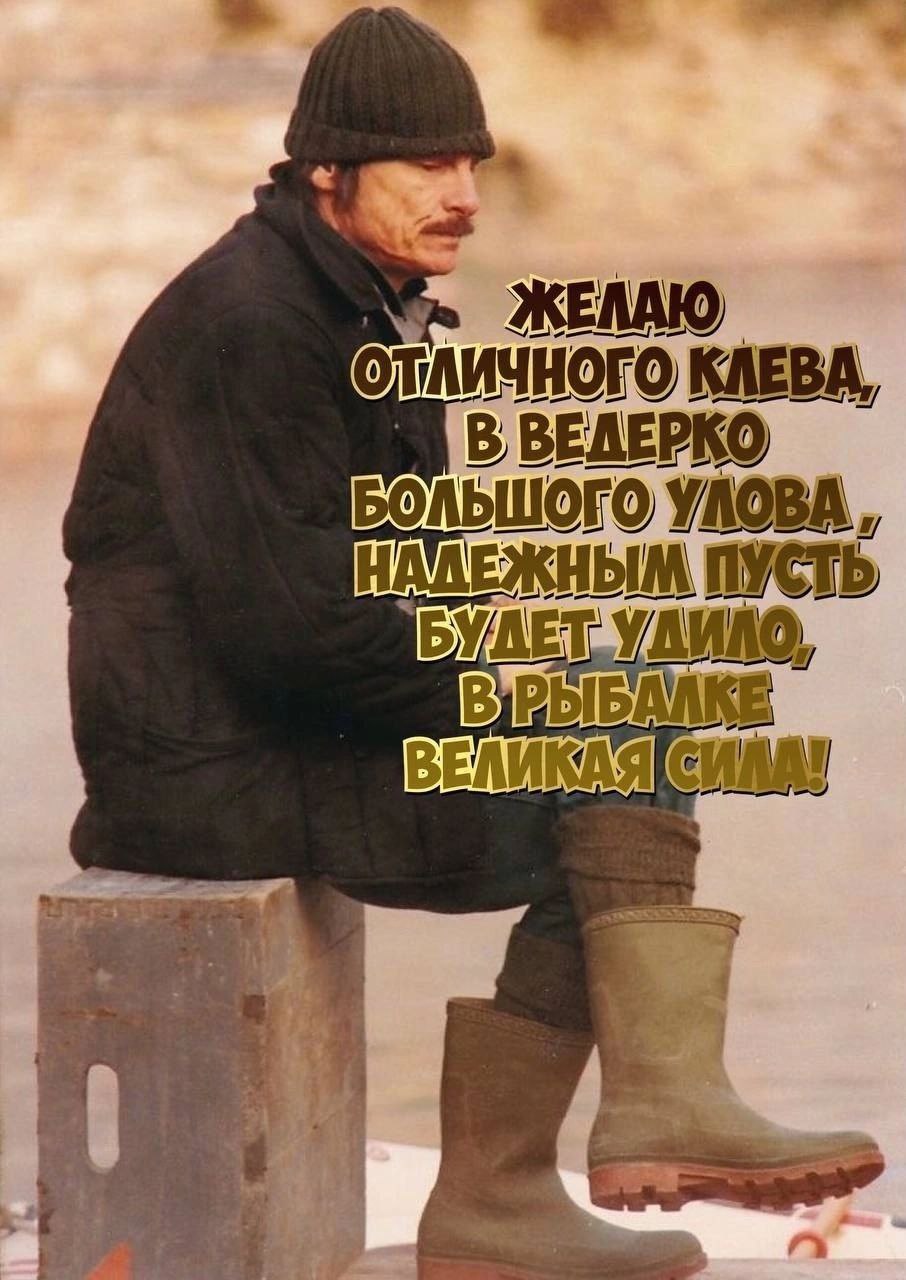 ЖЕЛАЮ
ОТЛИЧНОГО КЛЕВА,
В ВЕДЕРКО
БОЛЬШОГО УЛОВА ,
НАДЕЖНЫМ ПУСТЬ
БУДЕТ УДИЛО,
В РЫБАЛКЕ
ВЕЛИКАЯ СИЛА!